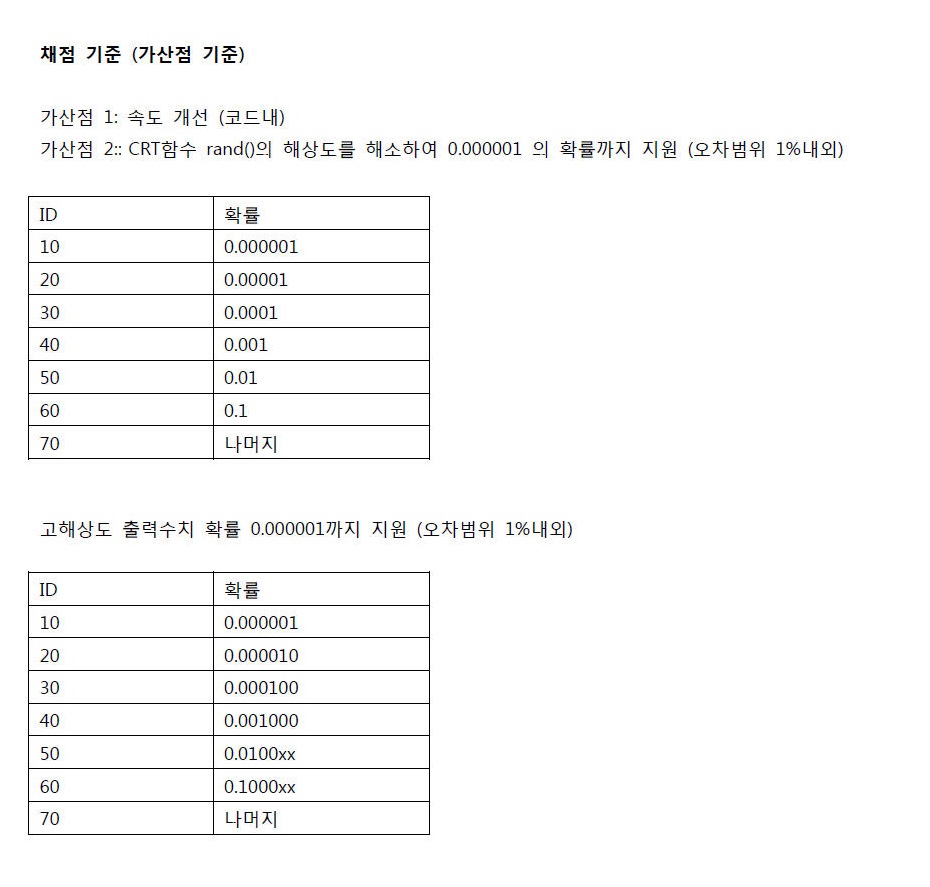 채점 기준 (가산점 기준)
가산점 1: 속도 개선 (코드내)
가산점 2:: CRT함수 rand()의 해상도를 해소하여 0.000001 의 확률까지 지원 (오차범위 1%내외)
ID 확률
10 0.000001
20 0.00001
30 0.0001
40 0.001
50 0.01
60 0.1
70 나머지
고해상도 출력수치 확률 0.000001까지 지원 (오차범위 1%내외)
ID 확률
10 0.000001
20 0.000010
30 0.000100
40 0.001000
50 0.0100xx
60 0.1000xx
70 나머지